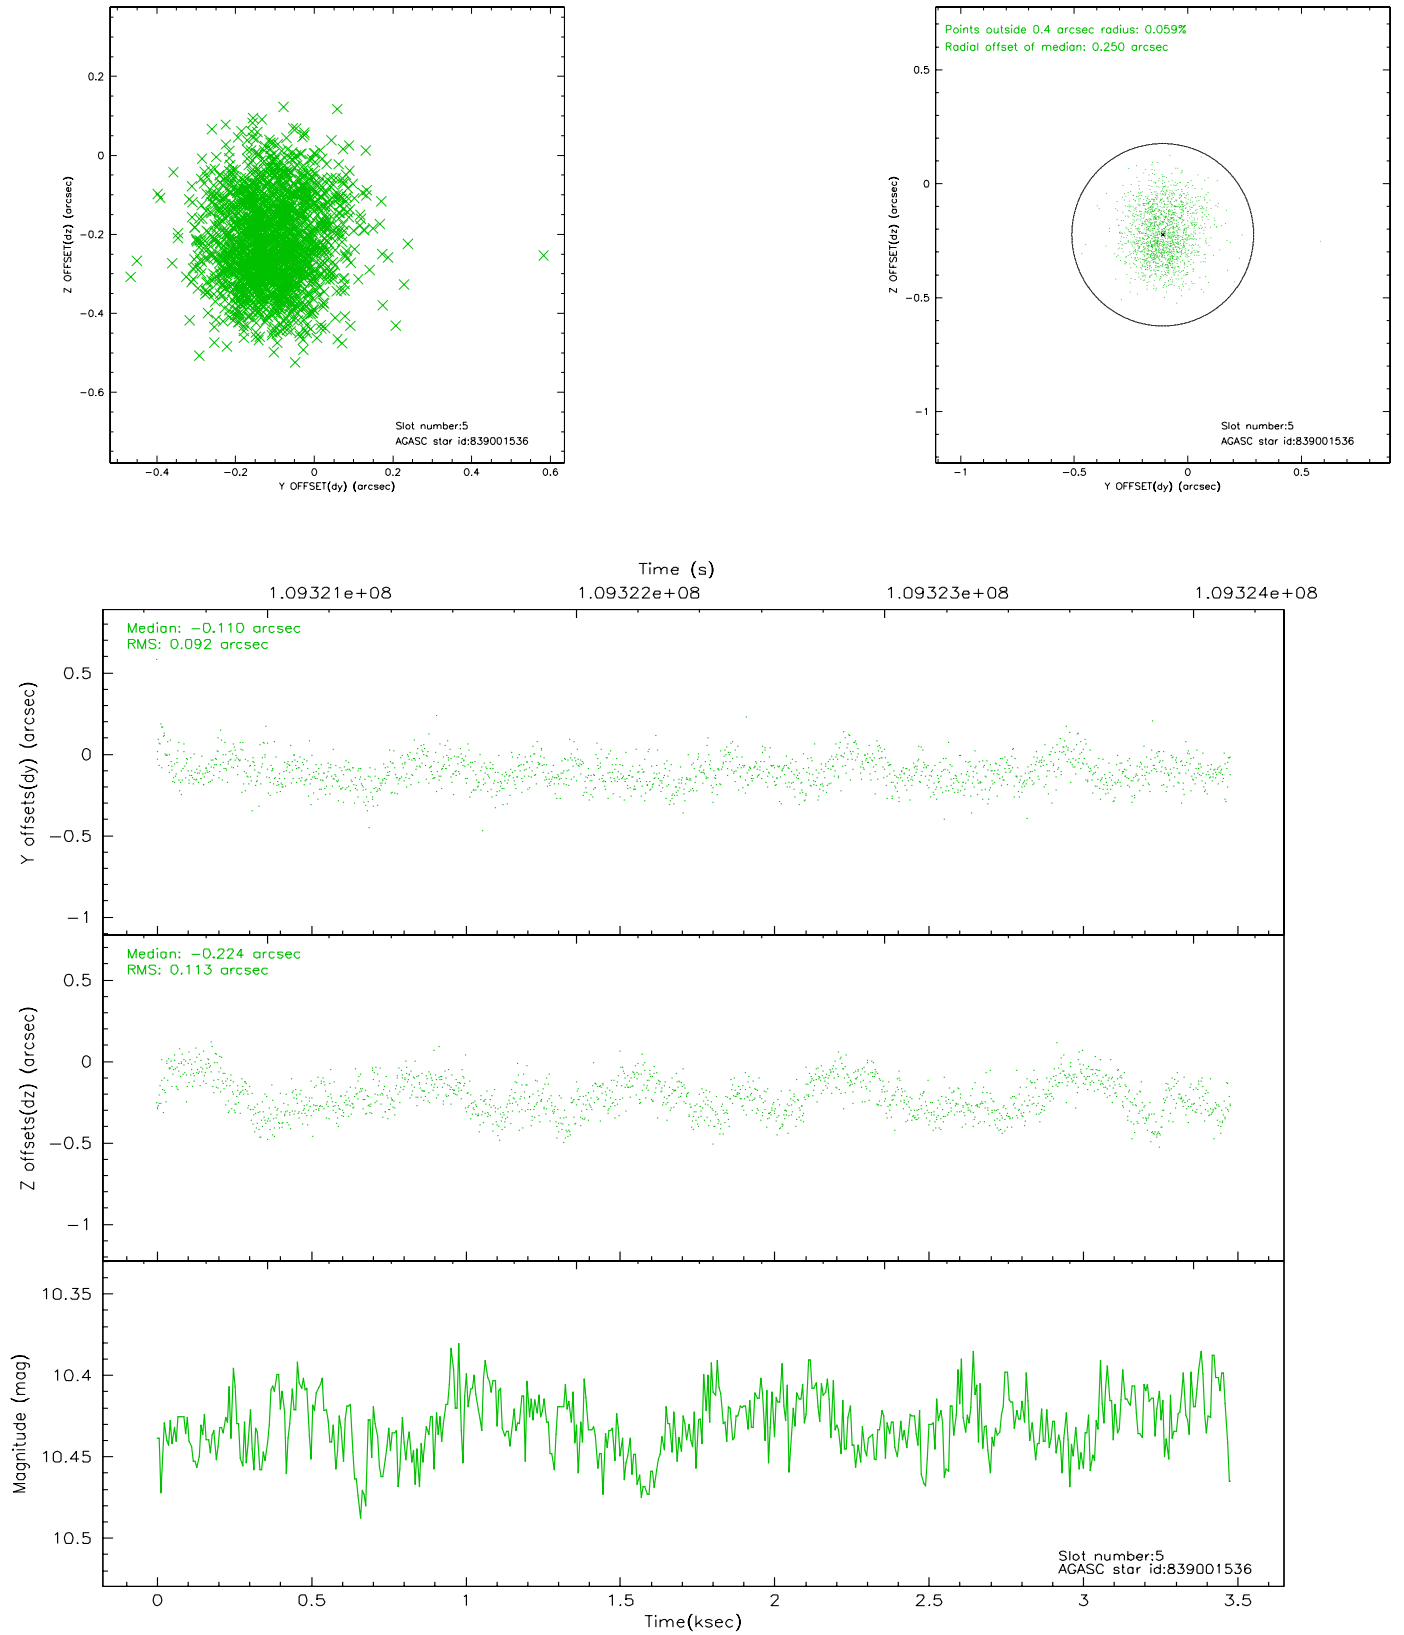 0.2
0
−0.2
−0.4
−0.6
Z OFFSET(dz) (arcsec)
Slot number:5
AGASC star id:839001536
−0.4 −0.2 0 0.2 0.4 0.6
Y OFFSET(dy) (arcsec)
Points outside 0.4 arcsec radius: 0.059%
Radial offset of median: 0.250 arcsec
0.5
0
−0.5
−1
Z OFFSET(dz) (arcsec)
Slot number:5
AGASC star id:839001536
−1 −0.5 0 0.5
Y OFFSET(dy) (arcsec)
Time (s)
1.09321e+08 1.09322e+08 1.09323e+08 1.09324e+08
Median: −0.110 arcsec
RMS: 0.092 arcsec
0.5
0
−0.5
−1
Y offsets(dy) (arcsec)
Median: −0.224 arcsec
RMS: 0.113 arcsec
0.5
0
−0.5
−1
Z offsets(dz) (arcsec)
10.35
10.4
10.45
10.5
Magnitude (mag)
Slot number:5
AGASC star id:839001536
0 0.5 1 1.5 2 2.5 3 3.5
Time(ksec)